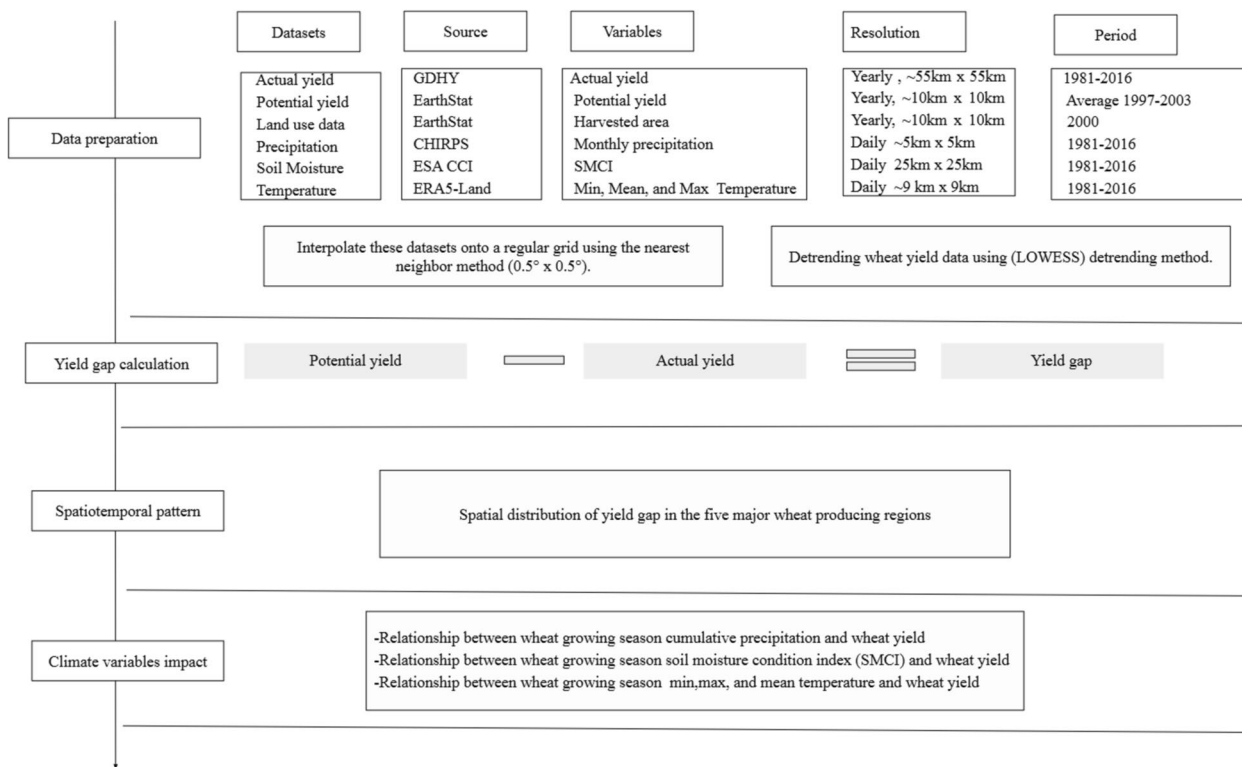 Datasets
Source
Variables
Resolution
Period
Data preparation
Actual yield
Potential yield
Land use data
Precipitation
Soil Moisture
Temperature
GDHY
EarthStat
EarthStat
CHIRPS
ESA CCI
ERA5-Land
Actual yield
Potential yield
Harvested area
Monthly precipitation
SMCI
Min, Mean, and Max Temperature
Yearly , ~55km x 55km
Yearly, ~10km x 10km
Yearly, ~10km x 10km
Daily ~5km x 5km
Daily 25km x 25km
Daily ~9 km x 9km
1981-2016
Average 1997-2003
2000
1981-2016
1981-2016
1981-2016
Interpolate these datasets onto a regular grid using the nearest
neighbor method (0.5° x 0.5°).
Detrending wheat yield data using (LOWESS) detrending method.
Yield gap calculation
Potential yield
Actual yield
Yield gap
Spatiotemporal pattern
Spatial distribution of yield gap in the five major wheat producing regions
Climate variables impact
-Relationship between wheat growing season cumulative precipitation and wheat yield
-Relationship between wheat growing season soil moisture condition index (SMCI) and wheat yield
-Relationship between wheat growing season min,max, and mean temperature and wheat yield